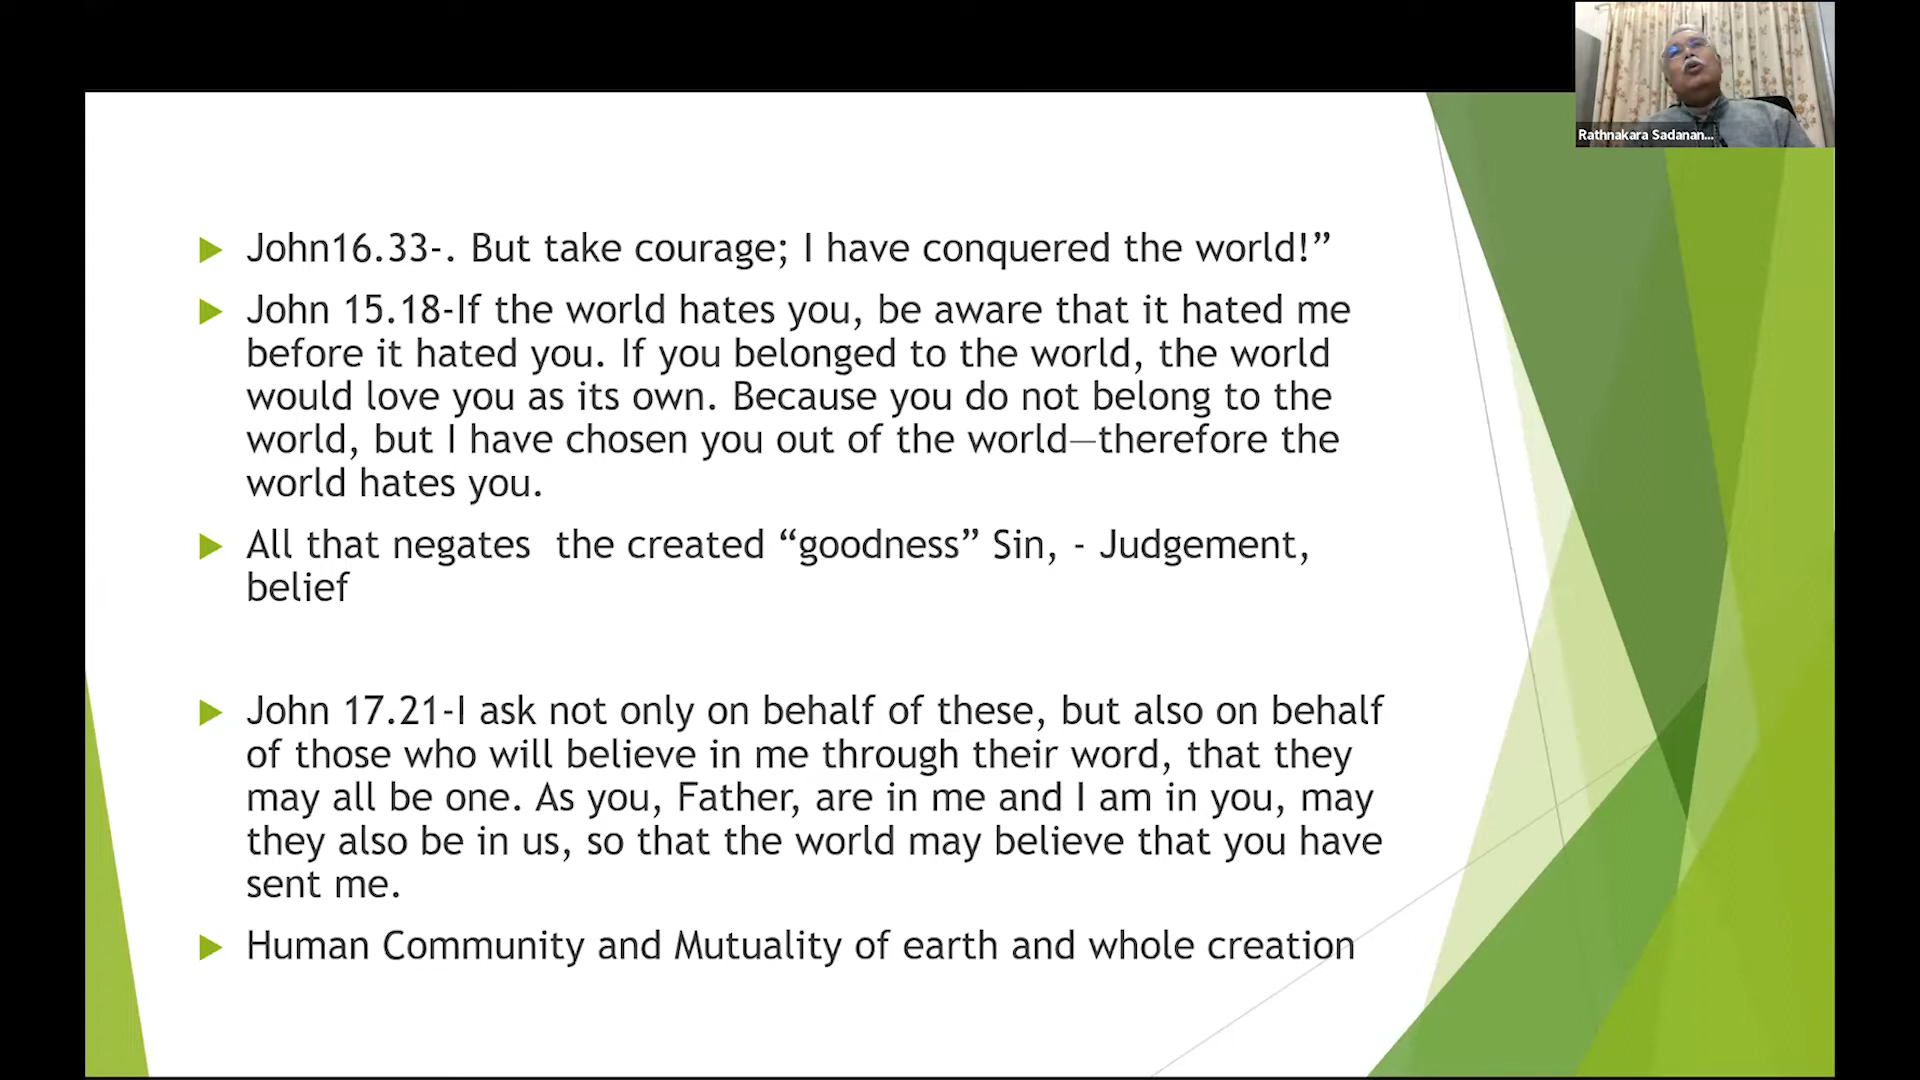 Rathnakara Sadanan...
John16.33-. But take courage; I have conquered the world!”
John 15.18-If the world hates you, be aware that it hated me
before it hated you. If you belonged to the world, the world
would love you as its own. Because you do not belong to the
world, but I have chosen you out of the world—therefore the
world hates you.
All that negates  the created “goodness” Sin, - Judgement,
belief
John 17.21-I ask not only on behalf of these, but also on behalf
of those who will believe in me through their word, that they
may all be one. As you, Father, are in me and I am in you, may
they also be in us, so that the world may believe that you have
sent me.
Human Community and Mutuality of earth and whole creation